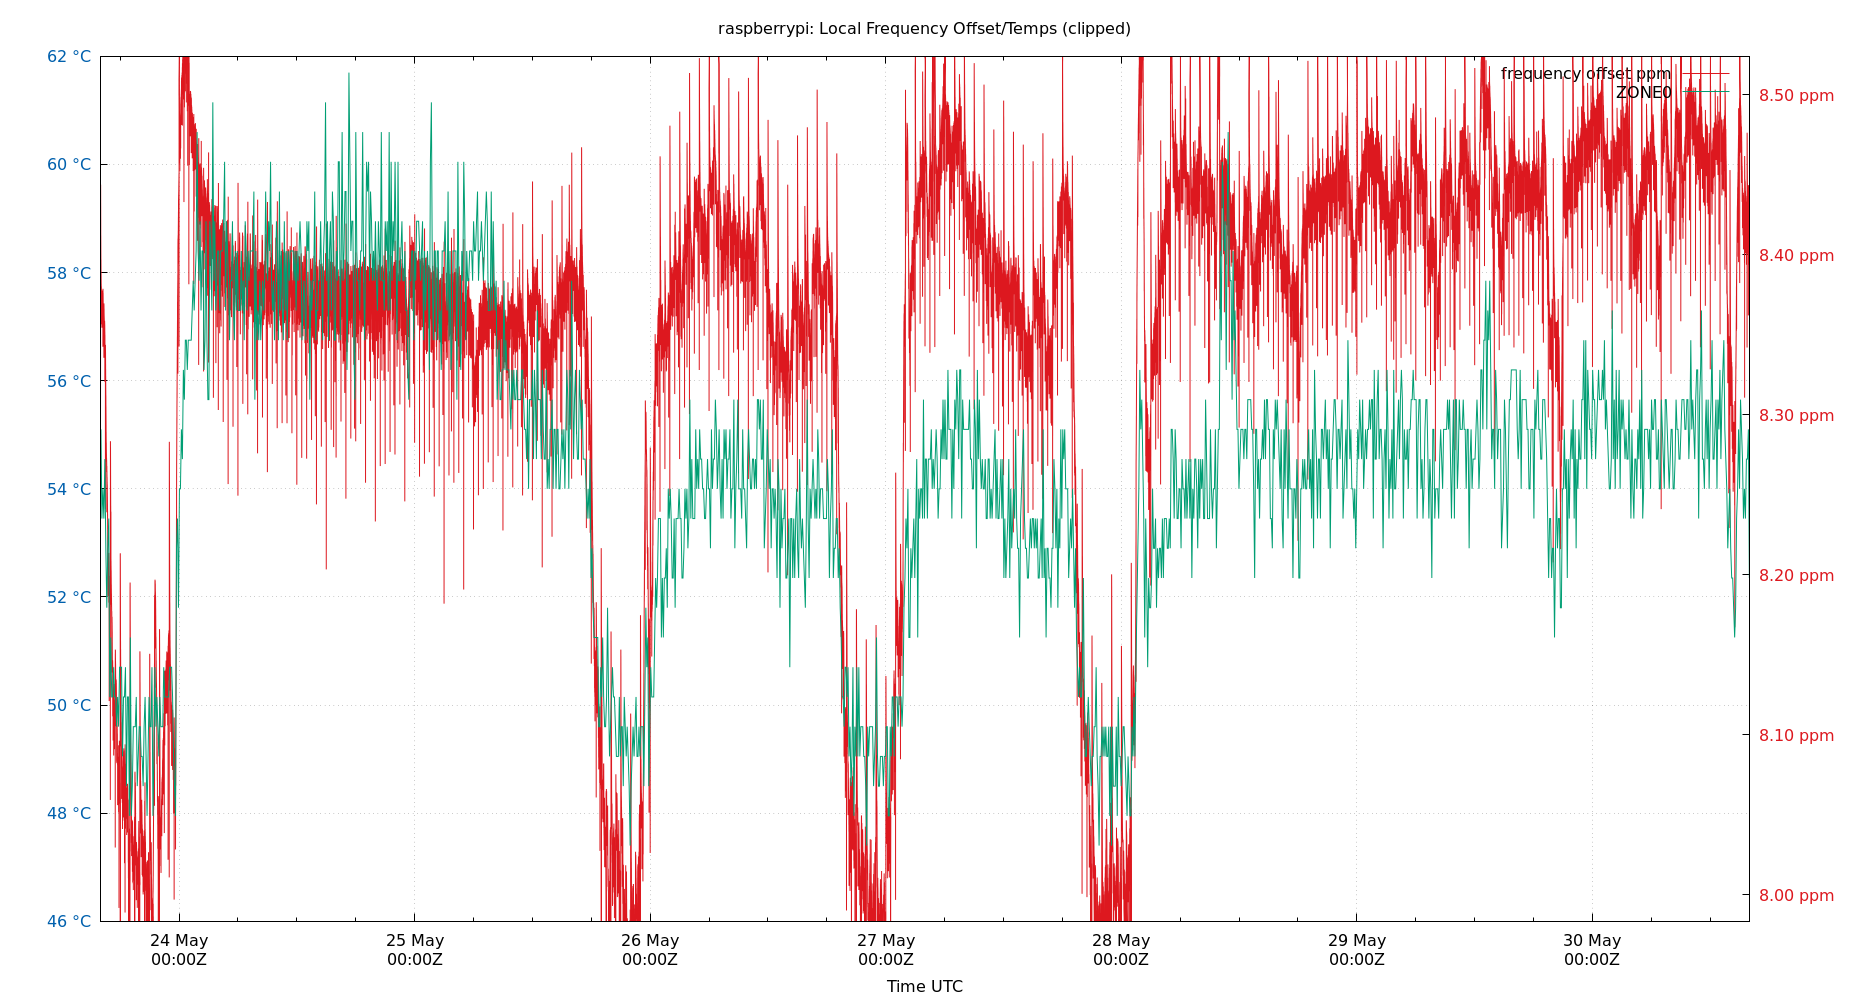 raspberrypi: Local Frequency Offset/Temps (clipped)
62 °C
60 °C
58 °C
56 °C
54 °C
52 °C
50 °C
48 °C
46 °C
frequency offset ppm
ZONE0
8.50 ppm
8.40 ppm
8.30 ppm
8.20 ppm
8.10 ppm
8.00 ppm
24 May
00:00Z
25 May
00:00Z
26 May
00:00Z
27 May
00:00Z
28 May
00:00Z
29 May
00:00Z
30 May
00:00Z
Time UTC